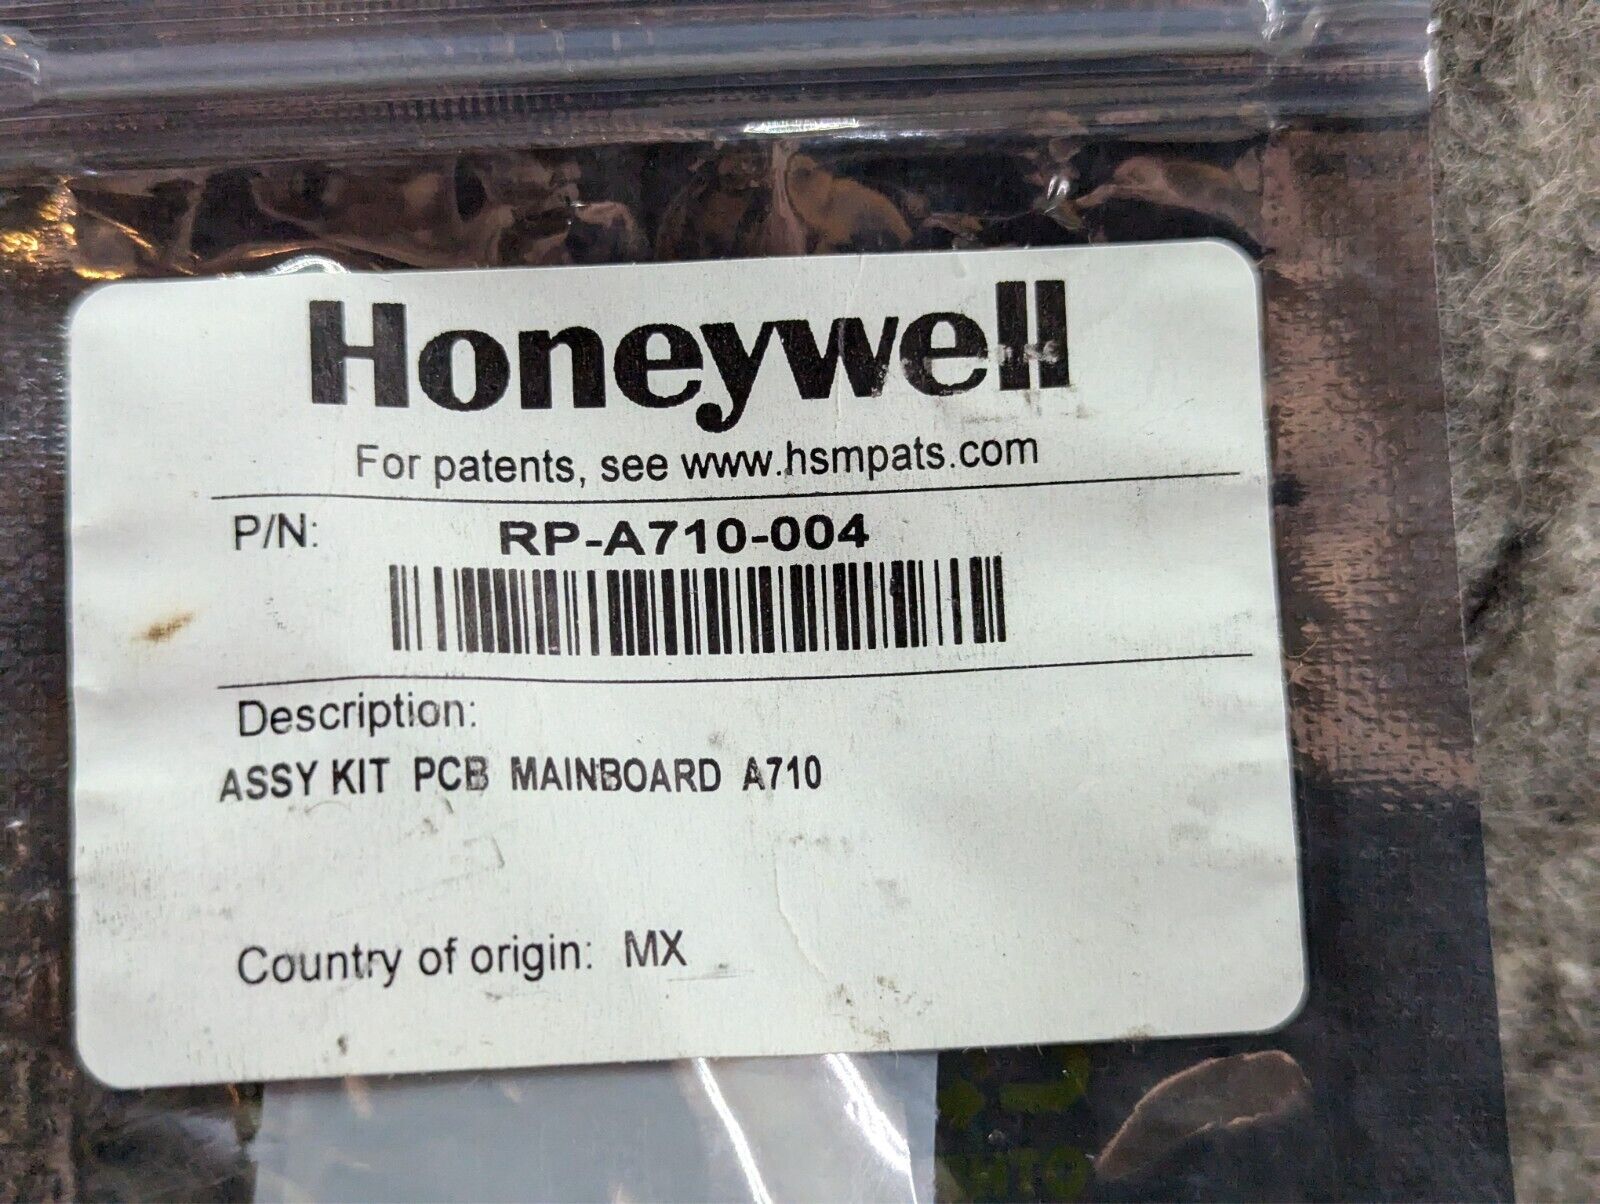 Honeywell
For patents, see www.hsmpats.com
P/N: RP-A710-004
Description:
ASSY KIT PCB MAINBOARD A710
Country of origin: MX